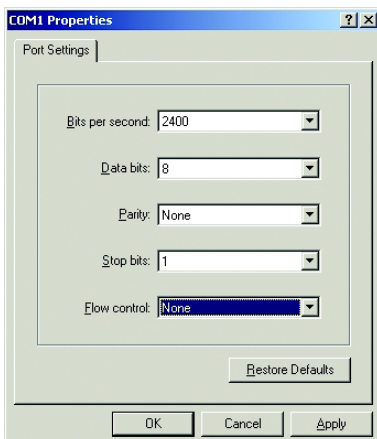 COM1 Properties
Port Settings
Bits per second: 2400
Data bits: 8
Parity: None
Stop bits: 1
Flow control: None
Restore Defaults
OK Cancel Apply